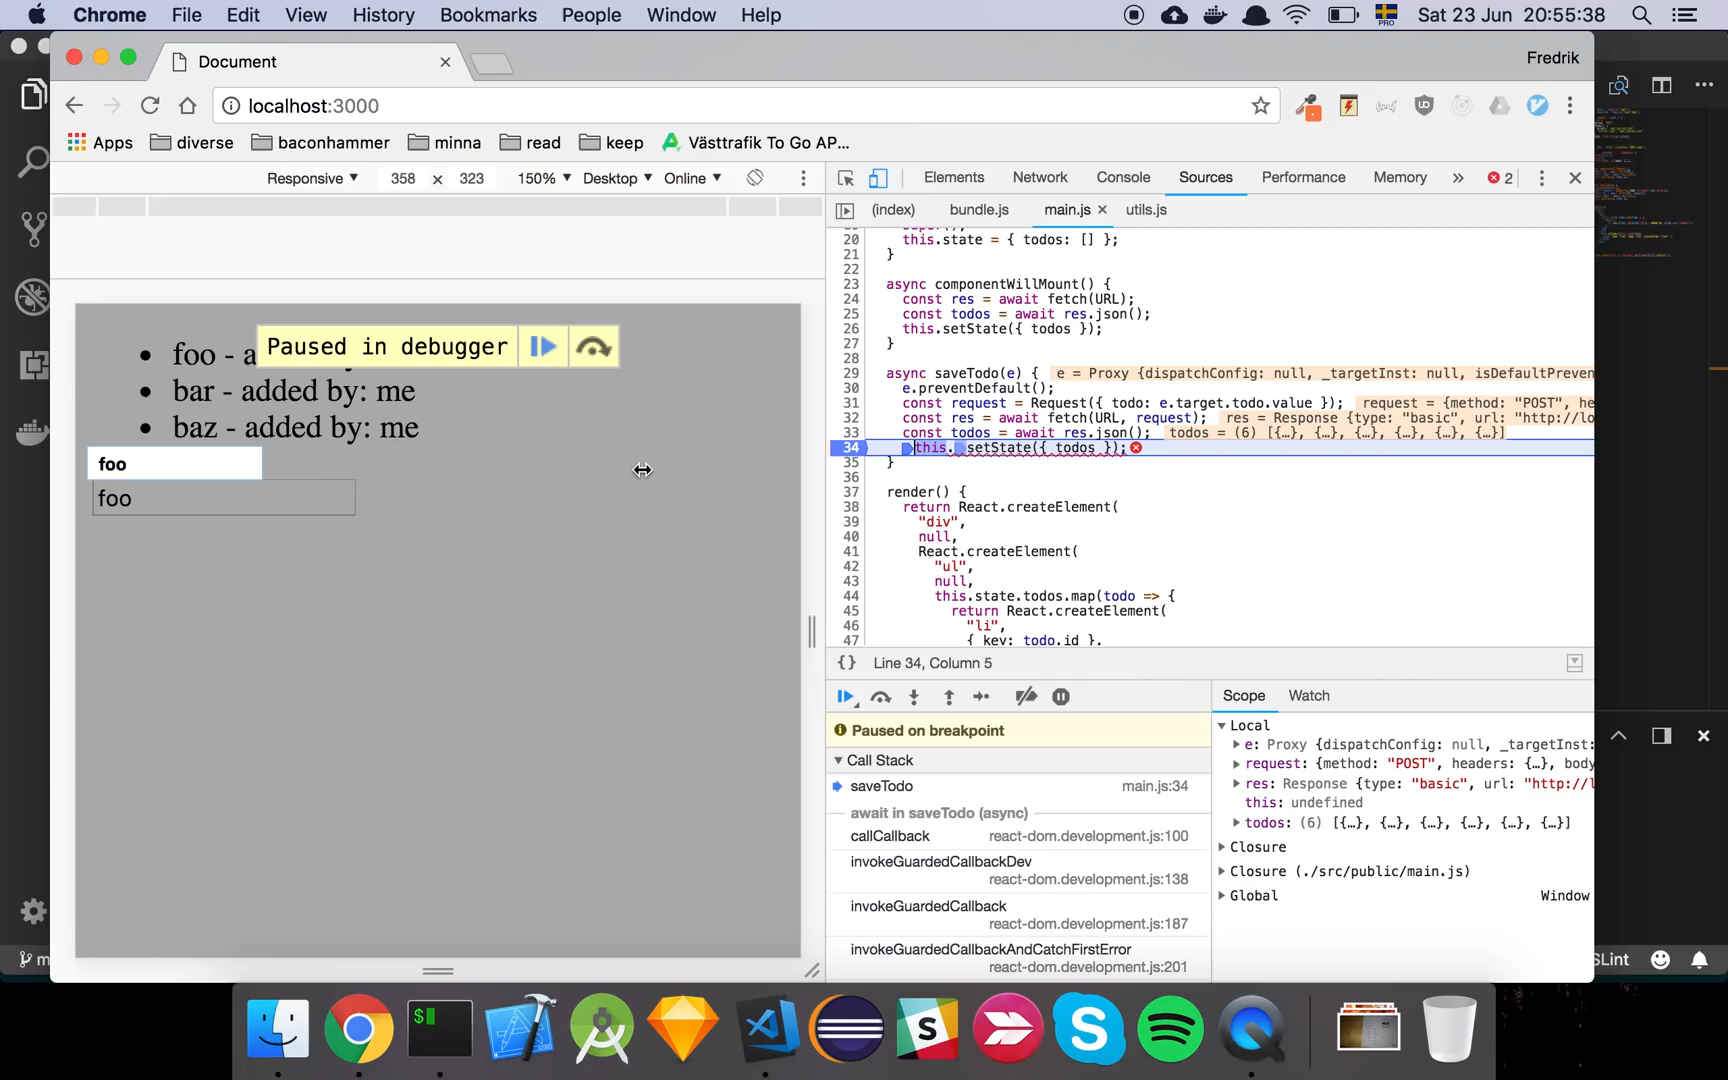 Chrome File Edit View History Bookmarks People Window Help PRO Sat 23 Jun 20:55:38
Document Fredrik
localhost:3000
Apps diverse baconhammer minna read keep Västtrafik To Go AP...
Responsive 358 × 323 150% Desktop Online
Elements Network Console Sources Performance Memory » 2
(index) bundle.js main.js × utils.js
20 this.state = { todos: [] };
21 }
22
23 async componentWillMount() {
24 const res = await fetch(URL);
25 const todos = await res.json();
26 this.setState({ todos });
27 }
28
29 async saveTodo(e) { e = Proxy {dispatchConfig: null, _targetInst: null, isDefaultPreven
30 e.preventDefault();
31 const request = Request({ todo: e.target.todo.value }); request = {method: "POST", he
32 const res = await fetch(URL, request); res = Response {type: "basic", url: "http://lo
33 const todos = await res.json(); todos = (6) [{…}, {…}, {…}, {…}, {…}, {…}]
34 this.setState({ todos });
35 }
36
37 render() {
38 return React.createElement(
39 "div",
40 null,
41 React.createElement(
42 "ul",
43 null,
44 this.state.todos.map(todo => {
45 return React.createElement(
46 "li",
47 { key: todo.id },
foo - a
Paused in debugger
bar - added by: me
baz - added by: me
foo
foo
{} Line 34, Column 5
Paused on breakpoint
Call Stack
saveTodo main.js:34
await in saveTodo (async)
callCallback react-dom.development.js:100
invokeGuardedCallbackDev
react-dom.development.js:138
invokeGuardedCallback
react-dom.development.js:187
invokeGuardedCallbackAndCatchFirstError
react-dom.development.js:201
Scope Watch
Local
e: Proxy {dispatchConfig: null, _targetInst:
request: {method: "POST", headers: {…}, body
res: Response {type: "basic", url: "http://l
this: undefined
todos: (6) [{…}, {…}, {…}, {…}, {…}, {…}]
Closure
Closure (./src/public/main.js)
Global Window
m
SLint
$
S
S